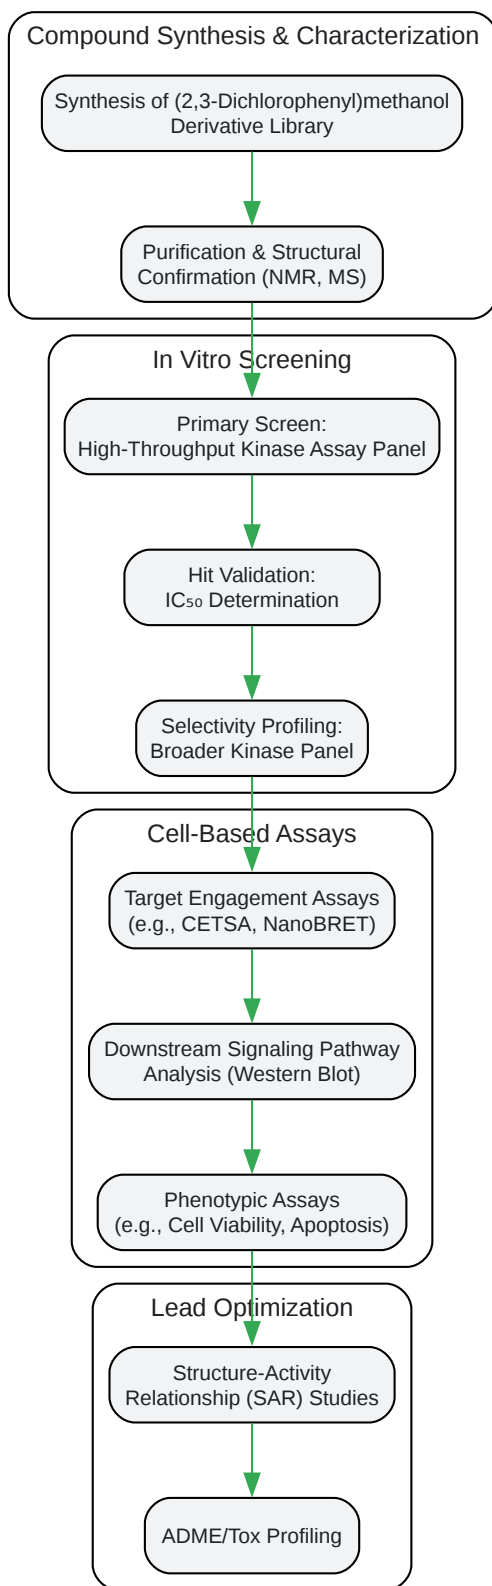 Compound Synthesis & Characterization
Synthesis of (2,3-Dichlorophenyl)methanol
Derivative Library
Purification & Structural
Confirmation (NMR, MS)
In Vitro Screening
Primary Screen:
High-Throughput Kinase Assay Panel
Hit Validation:
IC₅₀ Determination
Selectivity Profiling:
Broader Kinase Panel
Cell-Based Assays
Target Engagement Assays
(e.g., CETSA, NanoBRET)
Downstream Signaling Pathway
Analysis (Western Blot)
Phenotypic Assays
(e.g., Cell Viability, Apoptosis)
Lead Optimization
Structure-Activity
Relationship (SAR) Studies
ADME/Tox Profiling